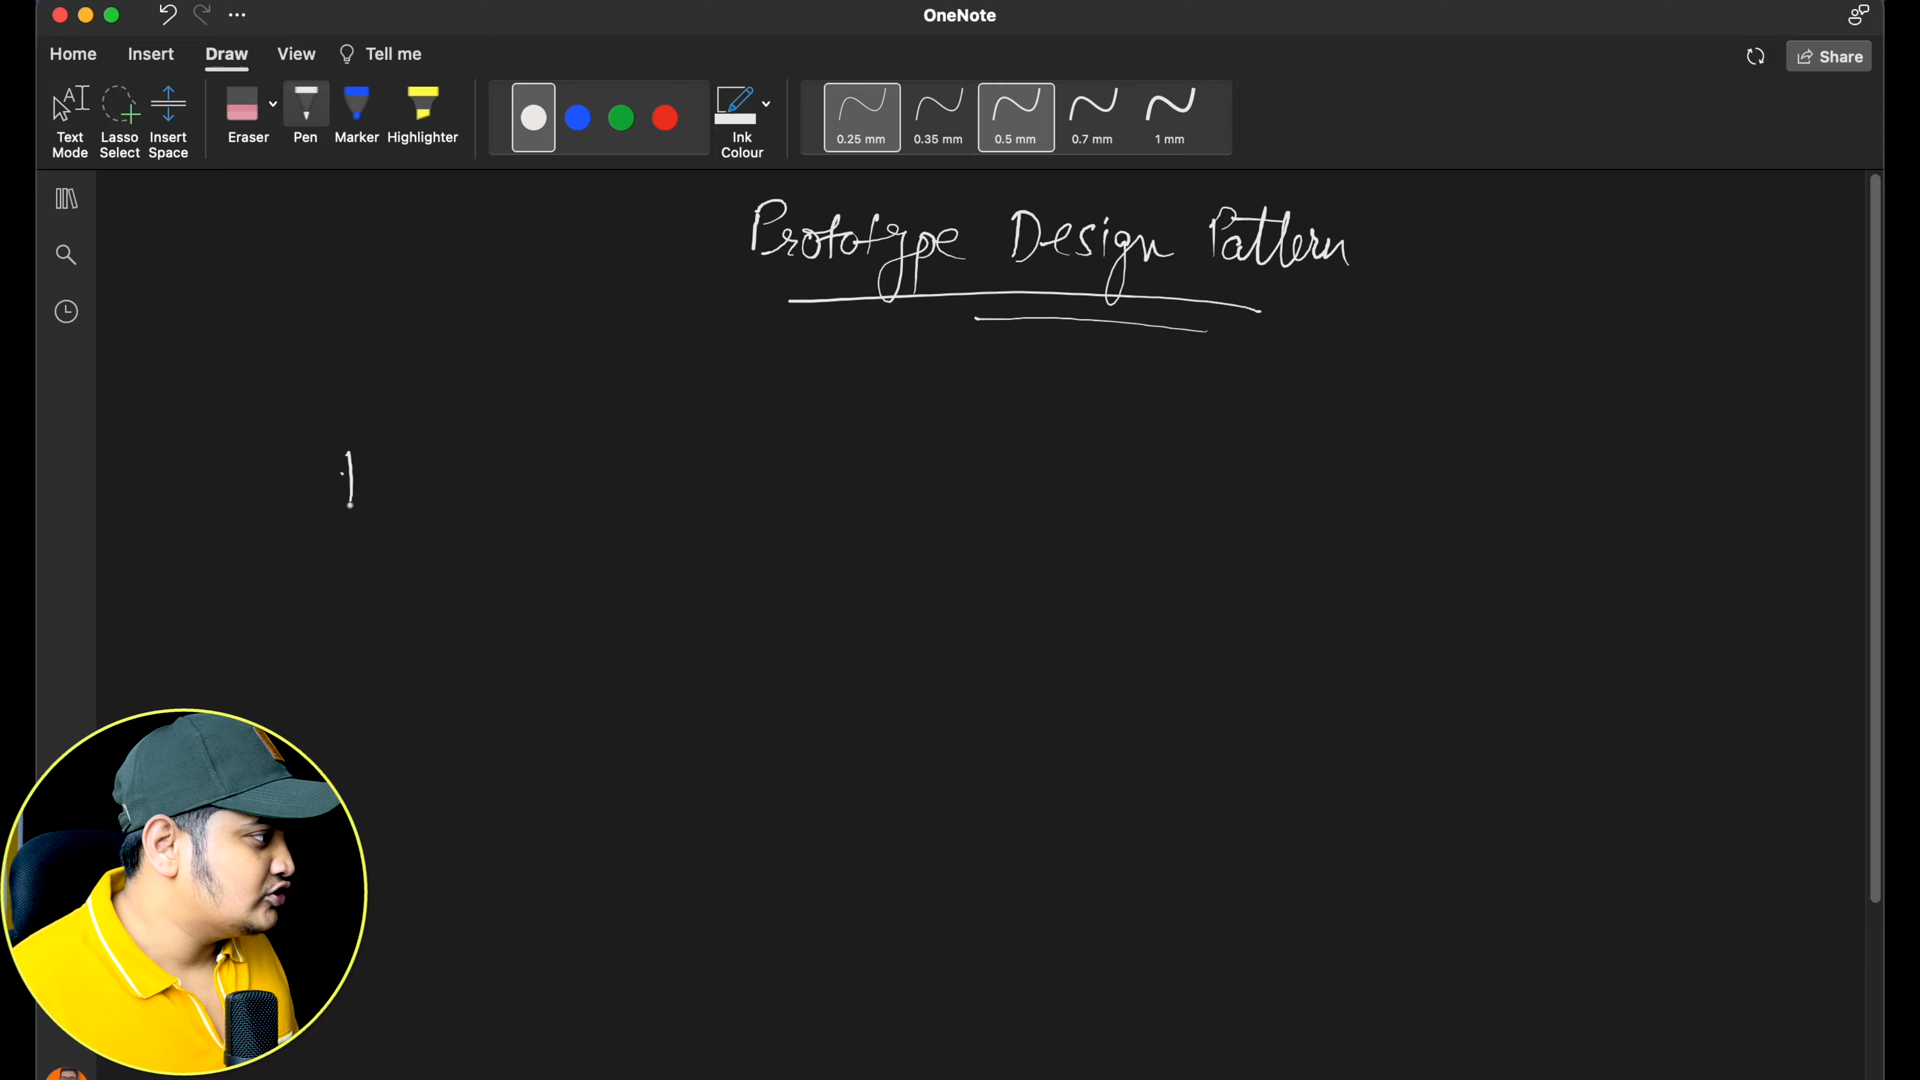 OneNote
Home Insert Draw View Tell me
Share
Text Mode
Lasso Select
Insert Space
Eraser
Pen
Marker
Highlighter
Ink Colour
0.25 mm
0.35 mm
0.5 mm
0.7 mm
1 mm
Prototype Design Pattern